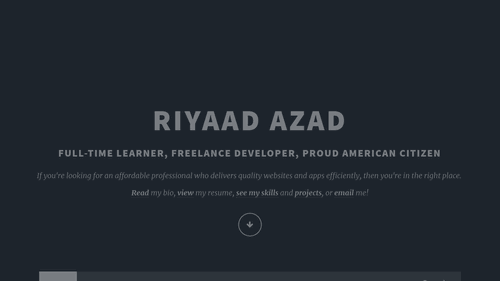 RIYAAD AZAD
FULL-TIME LEARNER, FREELANCE DEVELOPER, PROUD AMERICAN CITIZEN
If you're looking for an affordable professional who delivers quality websites and apps efficiently, then you're in the right place.
Read my bio, view my resume, see my skills and projects, or email me!